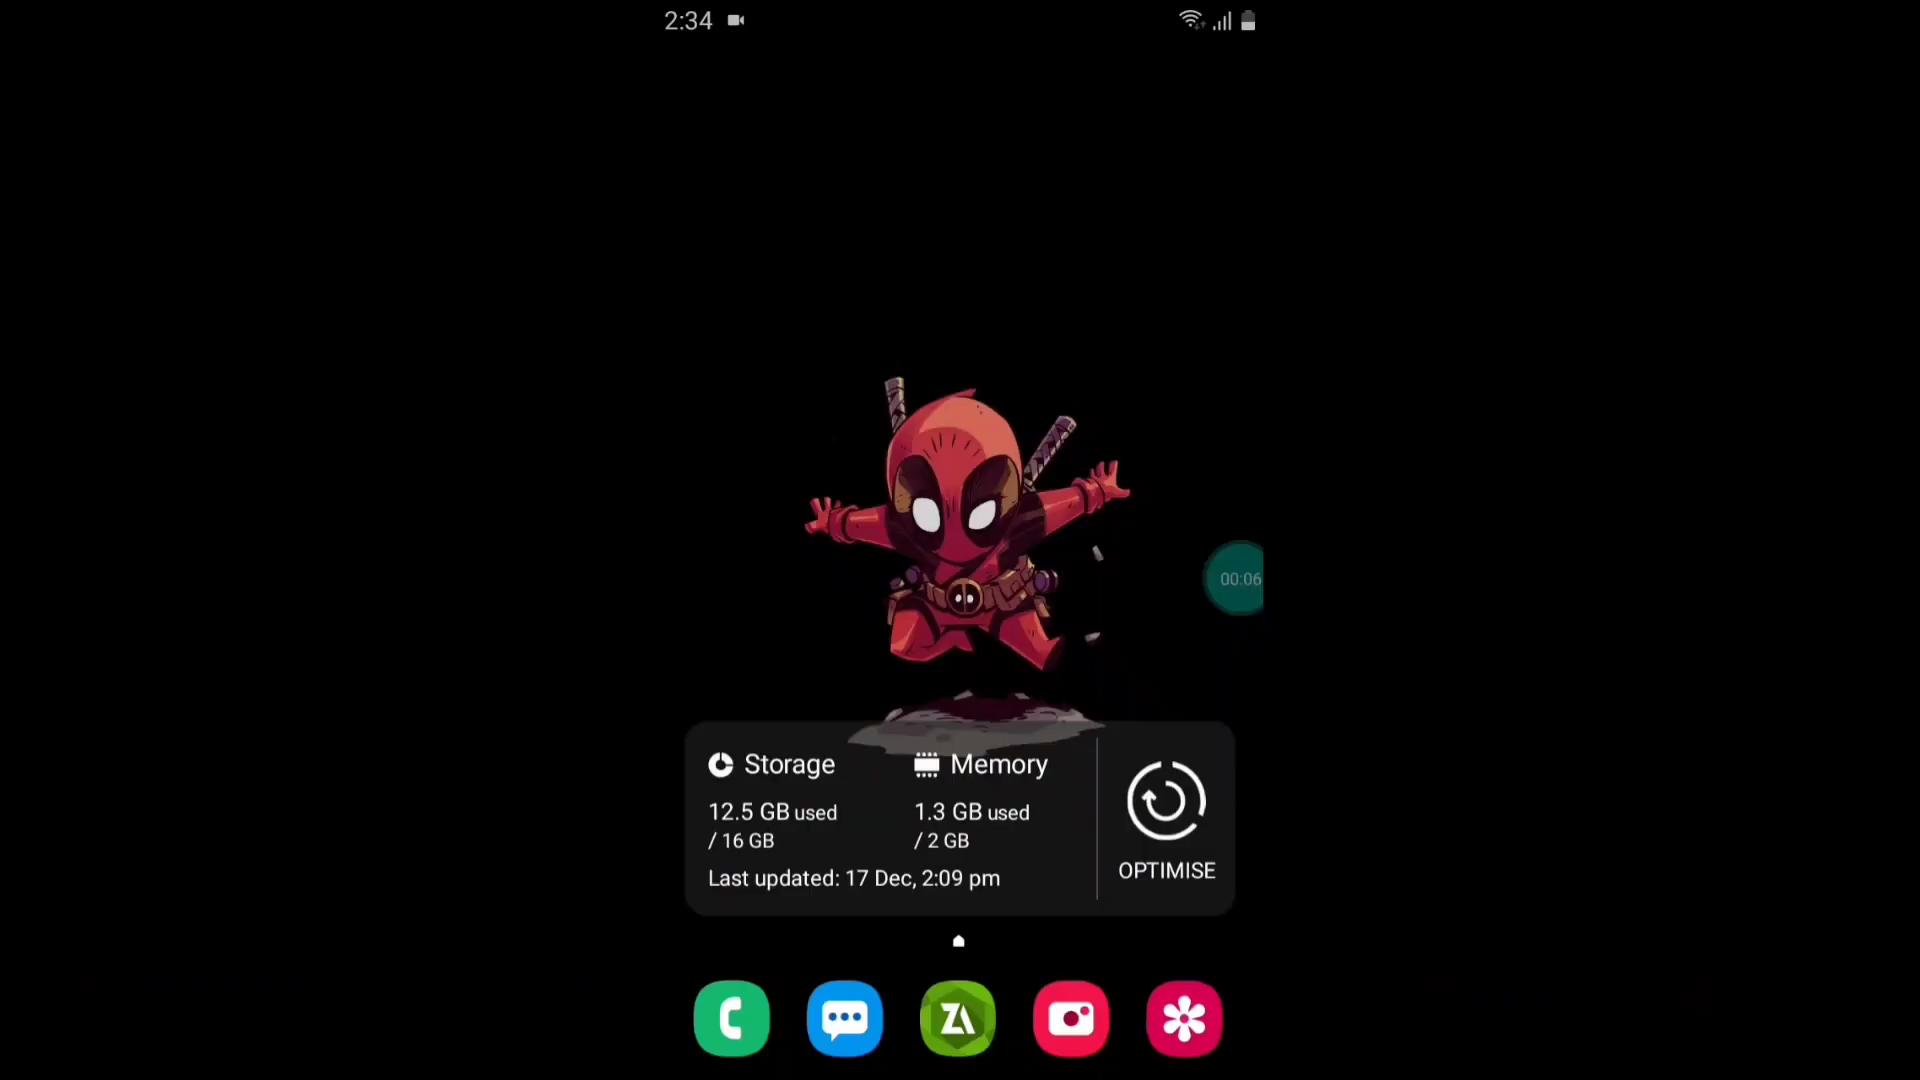 2:34
00:06
Storage
12.5 GB used
/ 16 GB
Memory
1.3 GB used
/ 2 GB
Last updated: 17 Dec, 2:09 pm
OPTIMISE
ZA